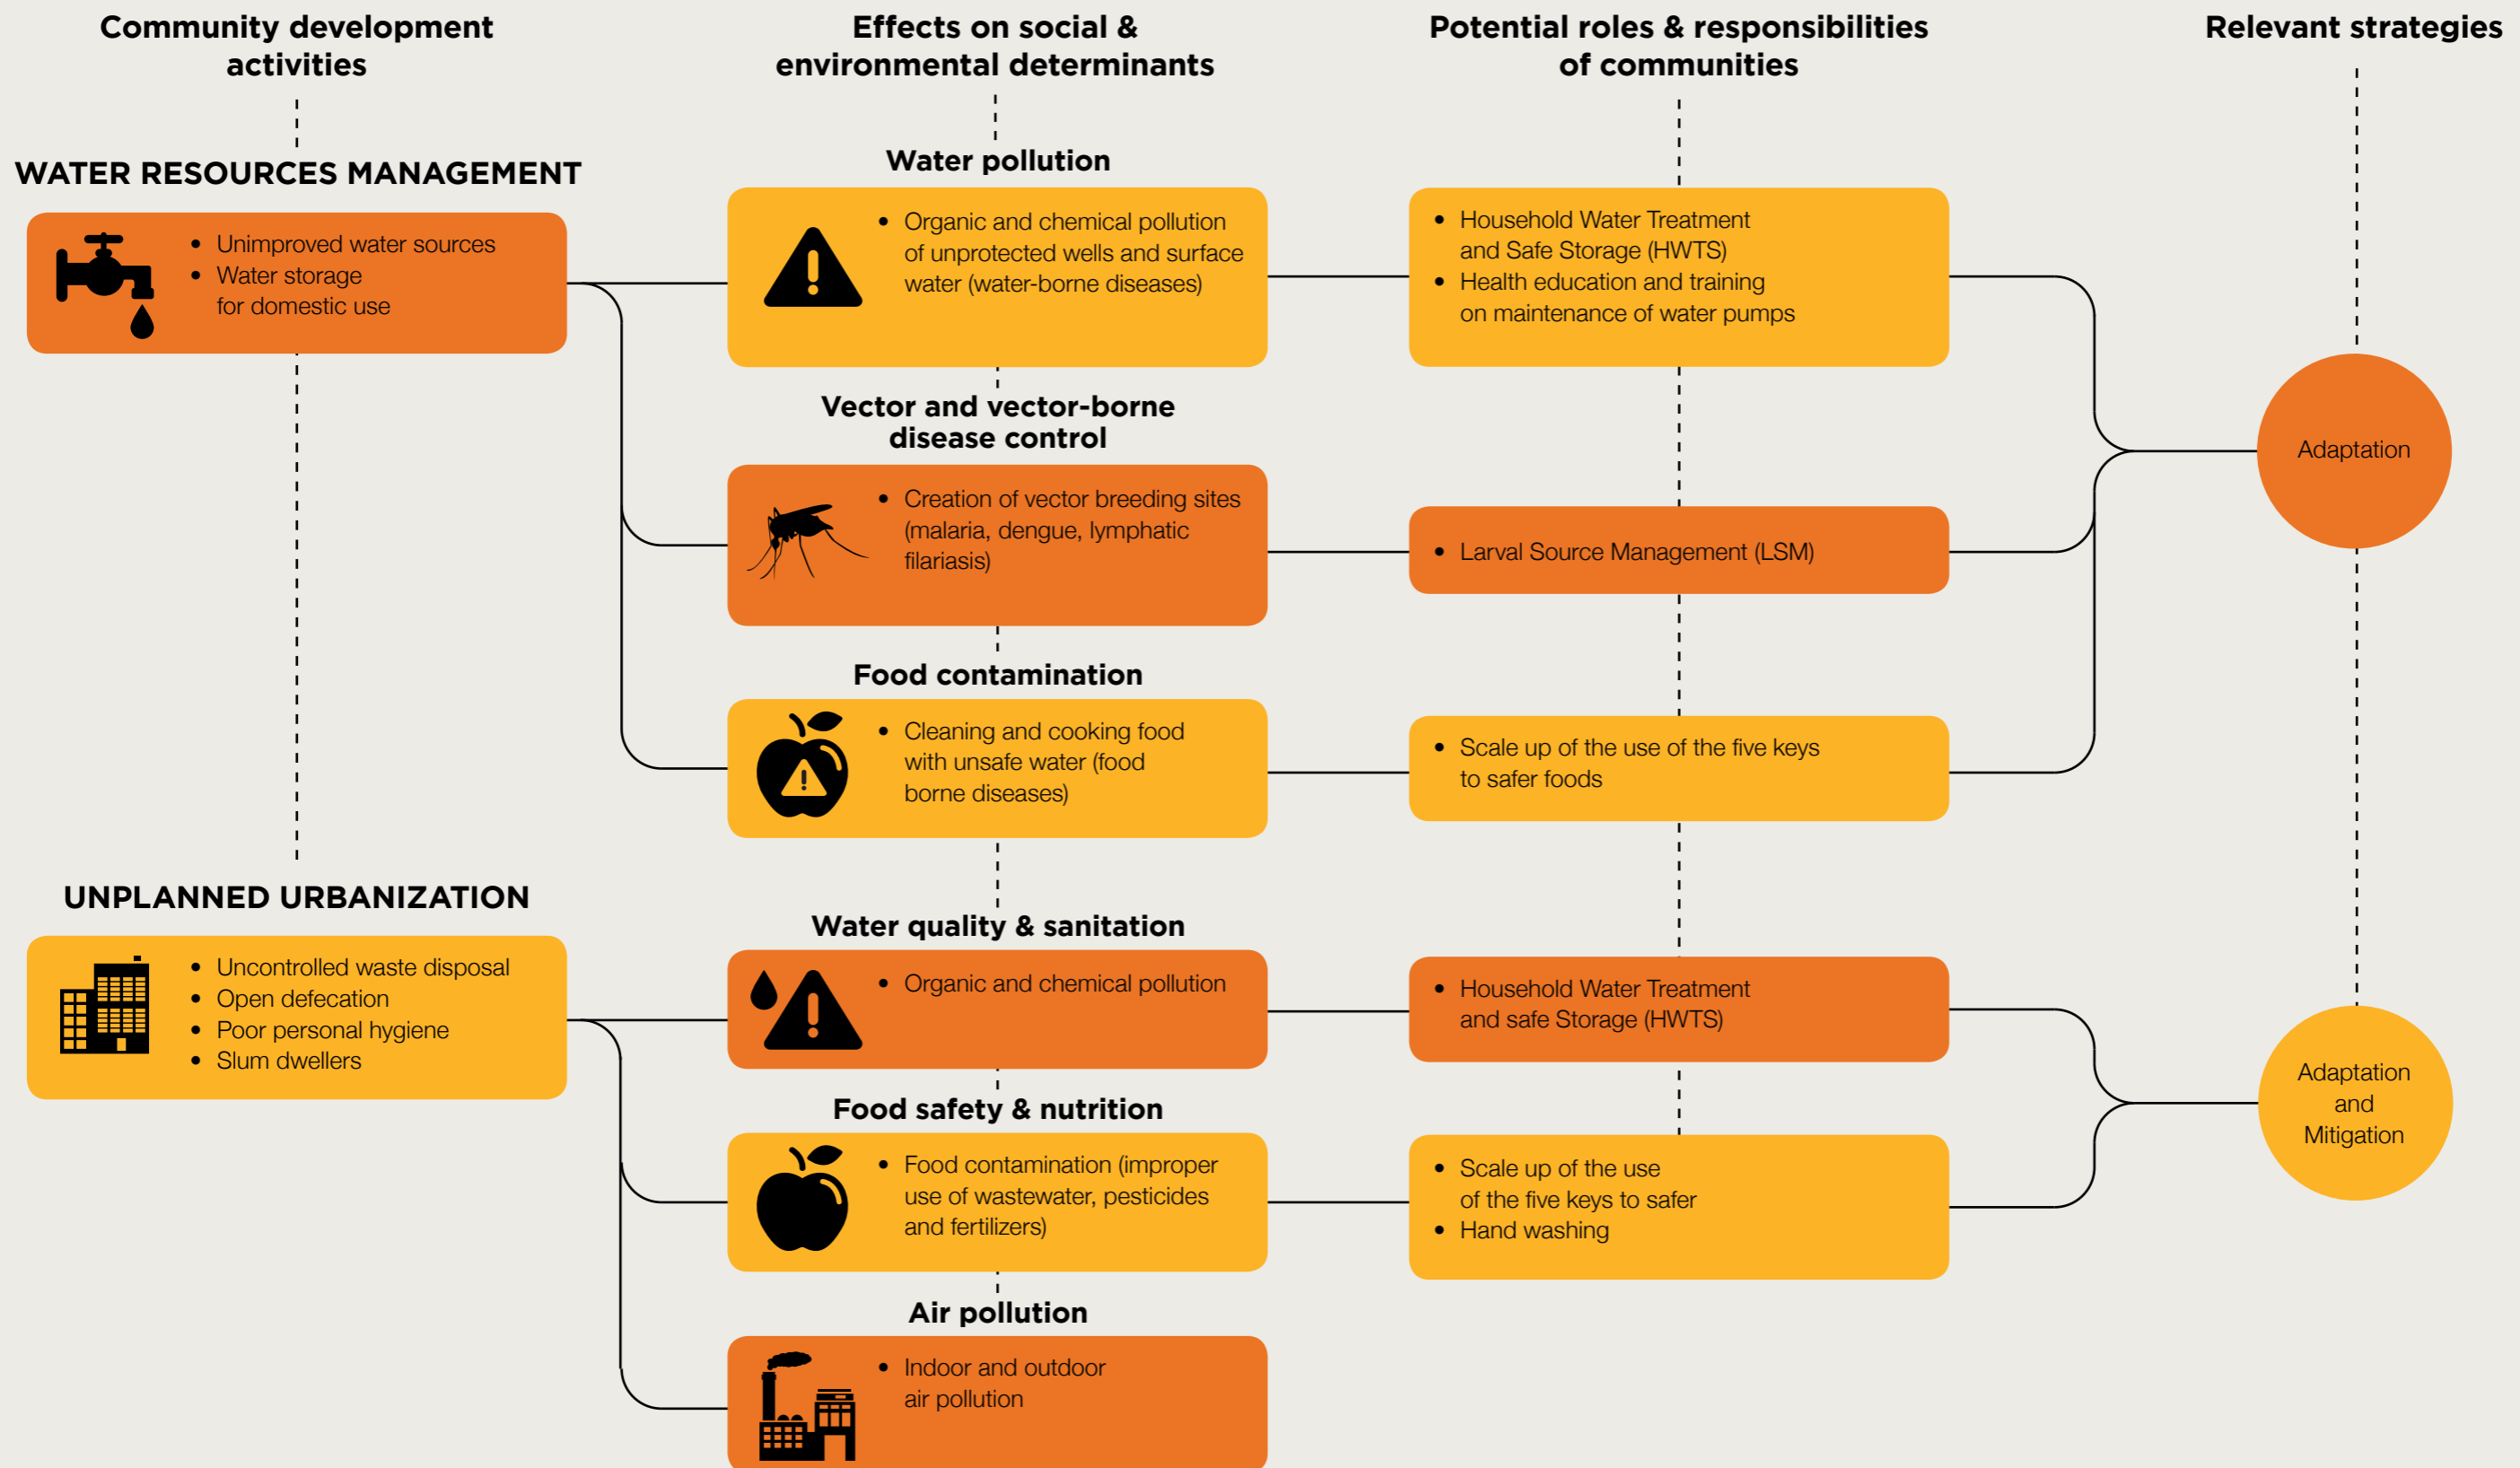 Community development
activities
Effects on social &
environmental determinants
Potential roles & responsibilities
of communities
Relevant strategies
WATER RESOURCES MANAGEMENT
• Unimproved water sources
• Water storage
for domestic use
Water pollution
• Organic and chemical pollution
of unprotected wells and surface
water (water-borne diseases)
• Household Water Treatment
and Safe Storage (HWTS)
• Health education and training
on maintenance of water pumps
Vector and vector-borne
disease control
• Creation of vector breeding sites
(malaria, dengue, lymphatic
filariasis)
• Larval Source Management (LSM)
Adaptation
Food contamination
• Cleaning and cooking food
with unsafe water (food
borne diseases)
• Scale up of the use of the five keys
to safer foods
UNPLANNED URBANIZATION
• Uncontrolled waste disposal
• Open defecation
• Poor personal hygiene
• Slum dwellers
Water quality & sanitation
• Organic and chemical pollution
• Household Water Treatment
and safe Storage (HWTS)
Food safety & nutrition
• Food contamination (improper
use of wastewater, pesticides
and fertilizers)
• Scale up of the use
of the five keys to safer
• Hand washing
Adaptation
and
Mitigation
Air pollution
• Indoor and outdoor
air pollution